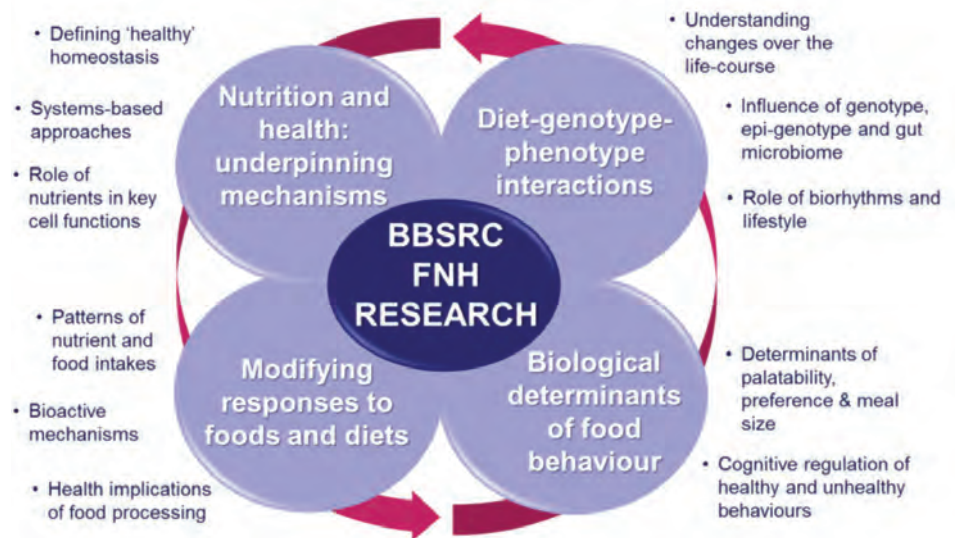 • Defining ‘healthy’
homeostasis
• Systems-based
approaches
• Role of
nutrients in key
cell functions
Nutrition and
health:
underpinning
mechanisms
Diet-genotype-
phenotype
interactions
• Understanding
changes over the
life-course
• Influence of genotype,
epi-genotype and gut
microbiome
• Role of biorhythms and
lifestyle
BBSRC
FNH
RESEARCH
• Patterns of
nutrient and
food intakes
• Bioactive
mechanisms
• Health implications
of food processing
Modifying
responses to
foods and diets
Biological
determinants
of food
behaviour
• Determinants of
palatability,
preference & meal
size
• Cognitive regulation of
healthy and unhealthy
behaviours